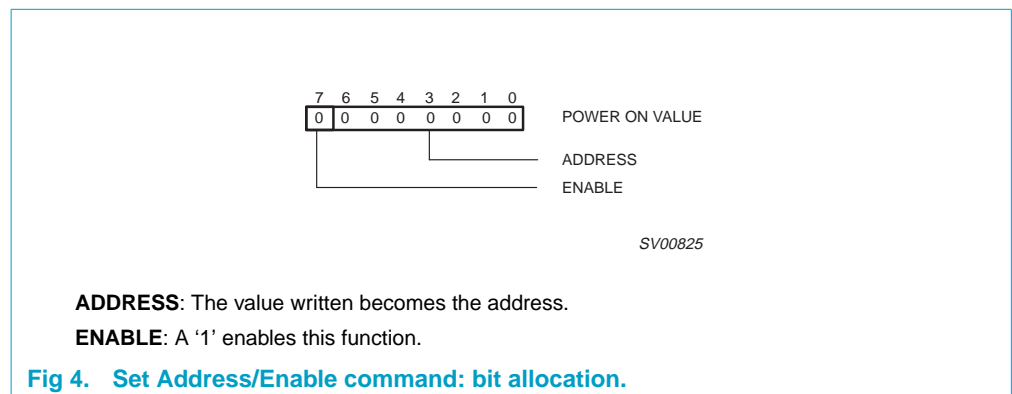 7 6 5 4 3 2 1 0
0 0 0 0 0 0 0 0 POWER ON VALUE
ADDRESS
ENABLE
SV00825
ADDRESS: The value written becomes the address.
ENABLE: A ‘1’ enables this function.
Fig 4. Set Address/Enable command: bit allocation.